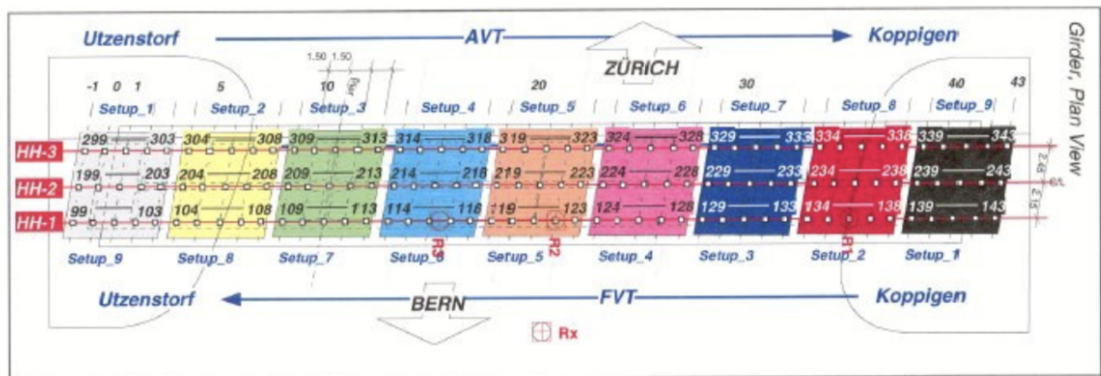 Utzenstorf AVT Koppigen
ZÜRICH
1.50 1.50
-1 0 1 5 10 20 30 40 43
Setup_1 Setup_2 Setup_3 Setup_4 Setup_5 Setup_6 Setup_7 Setup_8 Setup_9
HH-3 299 303 304 308 309 313 314 318 319 323 324 328 329 333 334 338 339 343
HH-2 199 203 204 208 209 213 214 218 219 223 224 228 229 233 234 238 239 243
HH-1 99 103 104 108 109 113 114 118 119 123 124 128 129 133 134 138 139 143
R3 R2 R1
Setup_9 Setup_8 Setup_7 Setup_6 Setup_5 Setup_4 Setup_3 Setup_2 Setup_1
Utzenstorf BERN FVT Koppigen
Rx
Girder, Plan View